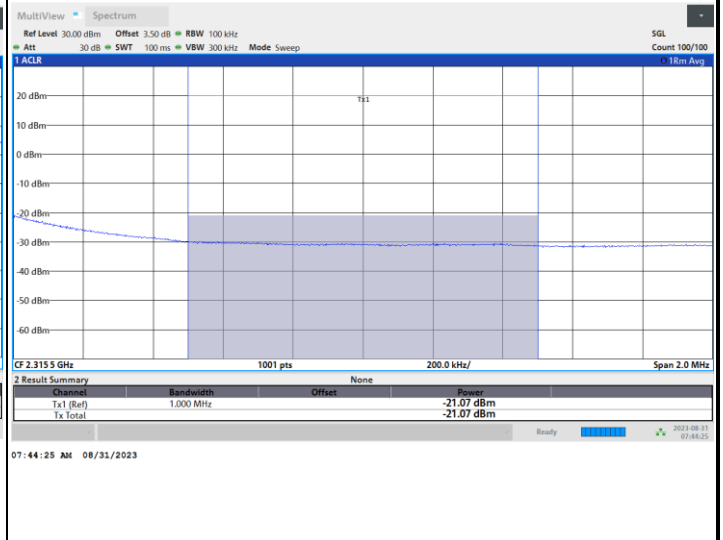 MultiView Spectrum
Ref Level 30.00 dBm Offset 3.50 dB RBW 100 kHz SGL
Att 30 dB SWT 100 ms VBW 300 kHz Mode Sweep Count 100/100
1 ACLR 1Rm Avg
Tx1
20 dBm
10 dBm
0 dBm
-10 dBm
-20 dBm
-30 dBm
-40 dBm
-50 dBm
-60 dBm
CF 2.315 5 GHz 1001 pts 200.0 kHz/ Span 2.0 MHz
2 Result Summary None
Channel Bandwidth Offset Power
Tx1 (Ref) 1.000 MHz -21.07 dBm
Tx Total -21.07 dBm
Ready 2023-08-31
07:44:25
07:44:25 AM 08/31/2023